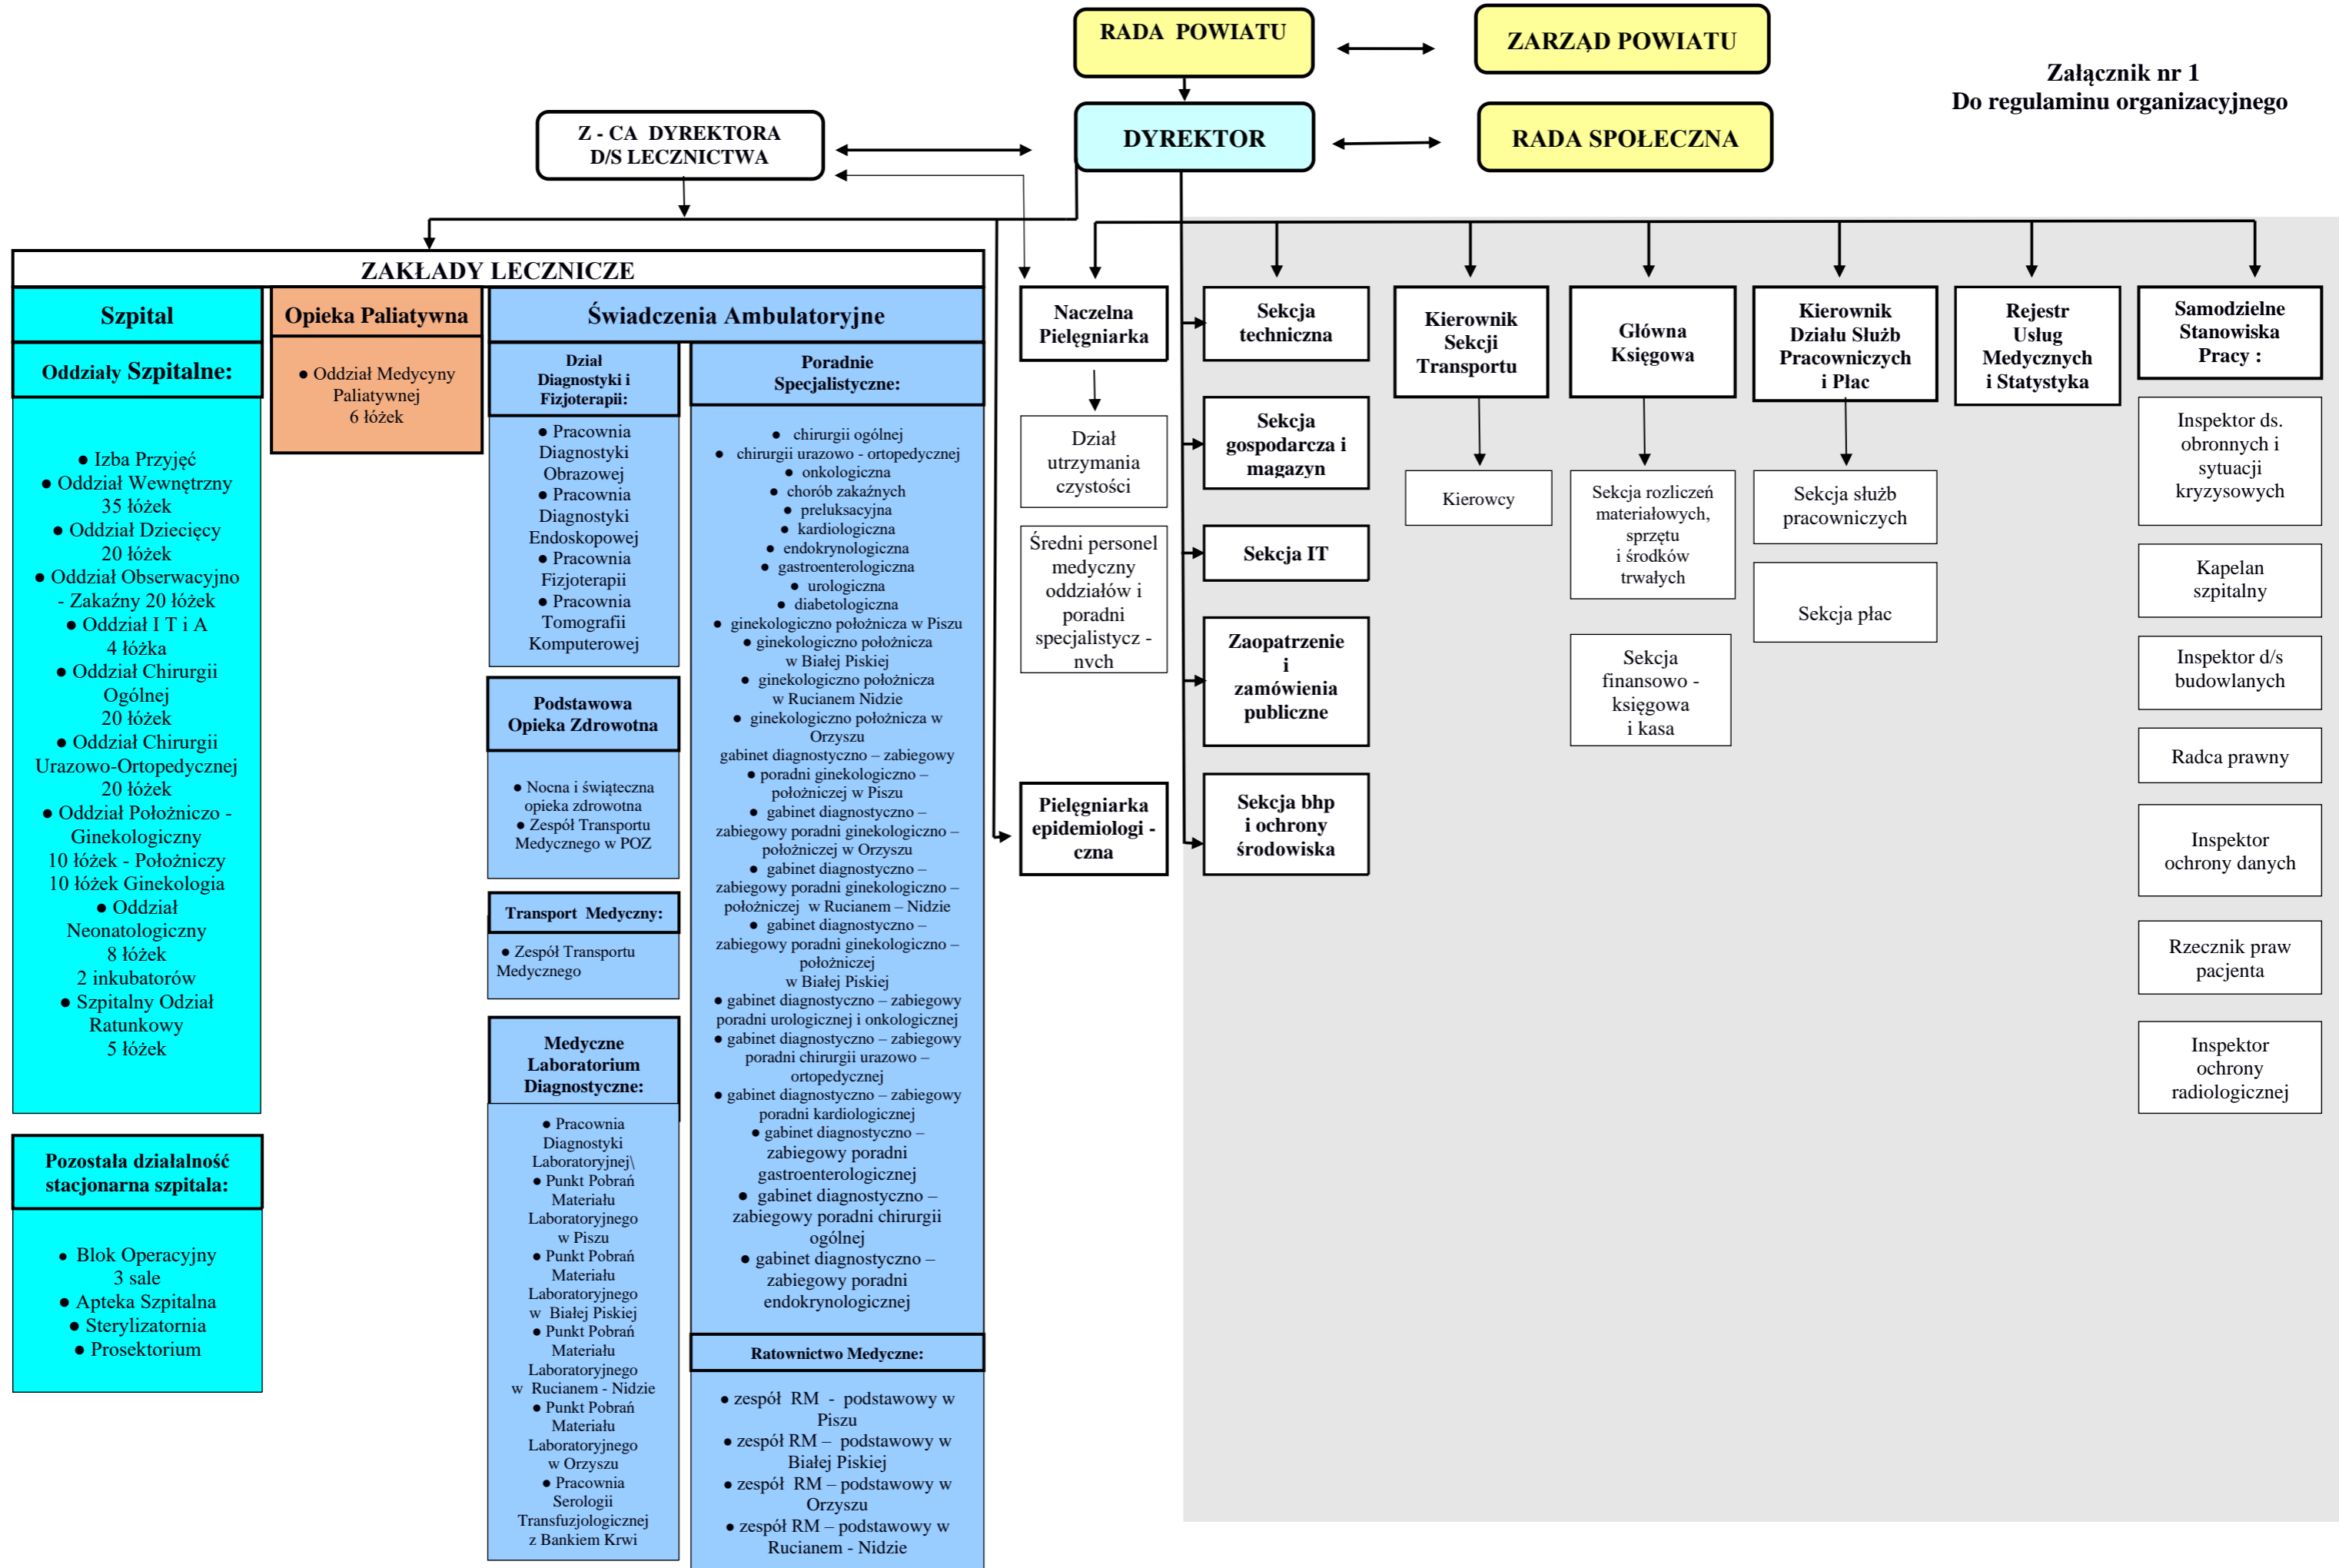 RADA POWIATU
ZARZĄD POWIATU
Załącznik nr 1
Do regulaminu organizacyjnego
Z - CA DYREKTORA
D/S LECZNICTWA
DYREKTOR
RADA SPOŁECZNA
ZAKŁADY LECZNICZE
Szpital
Oddziały Szpitalne:
● Izba Przyjęć
● Oddział Wewnętrzny
35 łóżek
● Oddział Dziecięcy
20 łóżek
● Oddział Obserwacyjno
- Zakaźny 20 łóżek
● Oddział I T i A
4 łóżka
● Oddział Chirurgii
Ogólnej
20 łóżek
● Oddział Chirurgii
Urazowo-Ortopedycznej
20 łóżek
● Oddział Położniczo -
Ginekologiczny
10 łóżek - Położniczy
10 łóżek Ginekologia
● Oddział
Neonatologiczny
8 łóżek
2 inkubatorów
● Szpitalny Odział
Ratunkowy
5 łóżek
Pozostała działalność
stacjonarna szpitala:
● Blok Operacyjny
3 sale
● Apteka Szpitalna
● Sterylizatornia
● Prosektorium
Opieka Paliatywna
● Oddział Medycyny
Paliatywnej
6 łóżek
Świadczenia Ambulatoryjne
Dział
Diagnostyki i
Fizjoterapii:
● Pracownia
Diagnostyki
Obrazowej
● Pracownia
Diagnostyki
Endoskopowej
● Pracownia
Fizjoterapii
● Pracownia
Tomografii
Komputerowej
Podstawowa
Opieka Zdrowotna
● Nocna i świąteczna
opieka zdrowotna
● Zespół Transportu
Medycznego w POZ
Transport Medyczny:
● Zespół Transportu
Medycznego
Medyczne
Laboratorium
Diagnostyczne:
● Pracownia
Diagnostyki
Laboratoryjnej\
● Punkt Pobrań
Materiału
Laboratoryjnego
w Piszu
● Punkt Pobrań
Materiału
Laboratoryjnego
w Białej Piskiej
● Punkt Pobrań
Materiału
Laboratoryjnego
w Rucianem - Nidzie
● Punkt Pobrań
Materiału
Laboratoryjnego
w Orzyszu
● Pracownia
Serologii
Transfuzjologicznej
z Bankiem Krwi
Poradnie
Specjalistyczne:
● chirurgii ogólnej
● chirurgii urazowo - ortopedycznej
● onkologiczna
● chorób zakaźnych
● preluksacyjna
● kardiologiczna
● endokrynologiczna
● gastroenterologiczna
● urologiczna
● diabetologiczna
● ginekologiczno położnicza w Piszu
● ginekologiczno położnicza
w Białej Piskiej
● ginekologiczno położnicza
w Rucianem Nidzie
● ginekologiczno położnicza w
Orzyszu
gabinet diagnostyczno – zabiegowy
● poradni ginekologiczno –
położniczej w Piszu
● gabinet diagnostyczno –
zabiegowy poradni ginekologiczno –
położniczej w Orzyszu
● gabinet diagnostyczno –
zabiegowy poradni ginekologiczno –
położniczej w Rucianem – Nidzie
● gabinet diagnostyczno –
zabiegowy poradni ginekologiczno –
położniczej
w Białej Piskiej
● gabinet diagnostyczno – zabiegowy
poradni urologicznej i onkologicznej
● gabinet diagnostyczno – zabiegowy
poradni chirurgii urazowo –
ortopedycznej
● gabinet diagnostyczno – zabiegowy
poradni kardiologicznej
● gabinet diagnostyczno –
zabiegowy poradni
gastroenterologicznej
● gabinet diagnostyczno –
zabiegowy poradni chirurgii
ogólnej
● gabinet diagnostyczno –
zabiegowy poradni
endokrynologicznej
Ratownictwo Medyczne:
● zespół RM - podstawowy w
Piszu
● zespół RM – podstawowy w
Białej Piskiej
● zespół RM – podstawowy w
Orzyszu
● zespół RM – podstawowy w
Rucianem - Nidzie
Naczelna
Pielęgniarka
Dział
utrzymania
czystości
Średni personel
medyczny
oddziałów i
poradni
specjalistycz -
nych
Pielęgniarka
epidemiologi -
czna
Sekcja
techniczna
Sekcja
gospodarcza i
magazyn
Sekcja IT
Zaopatrzenie
i
zamówienia
publiczne
Sekcja bhp
i ochrony
środowiska
Kierownik
Sekcji
Transportu
Kierowcy
Główna
Księgowa
Sekcja rozliczeń
materiałowych,
sprzętu
i środków
trwałych
Sekcja
finansowo -
księgowa
i kasa
Kierownik
Działu Służb
Pracowniczych
i Płac
Sekcja służb
pracowniczych
Sekcja płac
Rejestr
Usług
Medycznych
i Statystyka
Samodzielne
Stanowiska
Pracy :
Inspektor ds.
obronnych i
sytuacji
kryzysowych
Kapelan
szpitalny
Inspektor d/s
budowlanych
Radca prawny
Inspektor
ochrony danych
Rzecznik praw
pacjenta
Inspektor
ochrony
radiologicznej